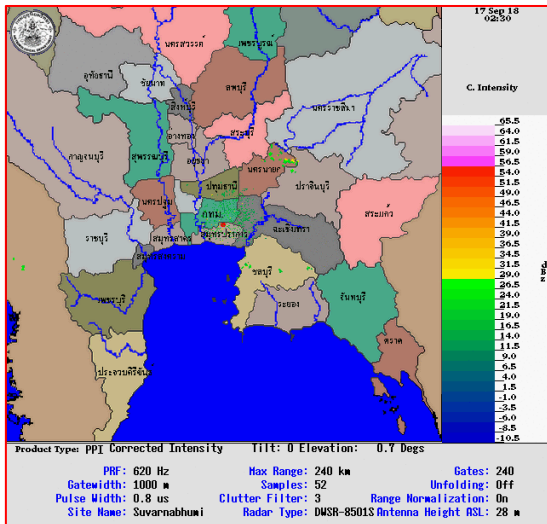 17 Sep 18
02:30
C. Intensity
นครสวรรค์
เพชรบูรณ์
อุทัยธานี
ชัยนาท
ลพบุรี
สิงห์บุรี
นครราชสีมา
อ่างทอง
สระบุรี
กาญจนบุรี
สุพรรณบุรี
อยุธยา
นครนายก
ปทุมธานี
ปราจีนบุรี
นครปฐม
กทม.
สระแก้ว
ราชบุรี
สมุทรสาคร
สมุทรปราการ
ฉะเชิงเทรา
สมุทรสงคราม
ชลบุรี
เพชรบุรี
ระยอง
จันทบุรี
ตราด
ประจวบคีรีขันธ์
65.5
64.0
61.5
59.0
56.5
54.0
51.5
49.0
46.5
44.0
41.5
39.0
36.5
34.0
31.5
29.0
26.5
24.0
21.5
19.0
16.5
14.0
11.5
9.0
6.5
4.0
1.5
-1.0
-3.5
-6.0
-8.5
-10.5
Product Type: PPI Corrected Intensity Tilt: 0 Elevation: 0.7 Degs
PRF: 620 Hz Max Range: 240 km Gates: 240
Gatewidth: 1000 m Samples: 52 Unfolding: Off
Pulse Width: 0.8 us Clutter Filter: 3 Range Normalization: On
Site Name: Suvarnabhumi Radar Type: DWSR-8501S Antenna Height ASL: 28 m